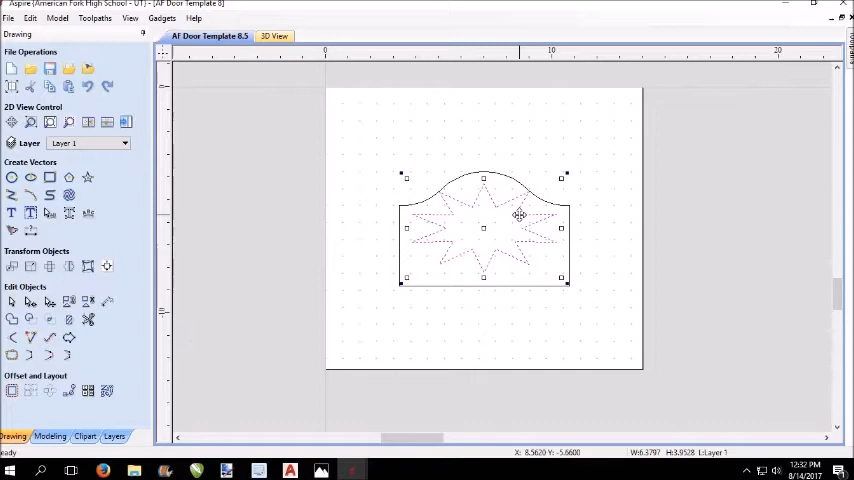 Aspire (American Fork High School - UT) - [AF Door Template 8]
File Edit Model Toolpaths View Gadgets Help
Drawing
AF Door Template 8.5
3D View
0 10 20
File Operations
2D View Control
Layer Layer 1
Create Vectors
Transform Objects
Edit Objects
Offset and Layout
Drawing Modeling Clipart Layers
X: 8.5620 Y: -5.6600
W:6.3797 H:3.9528 L:Layer 1
12:32 PM
8/14/2017